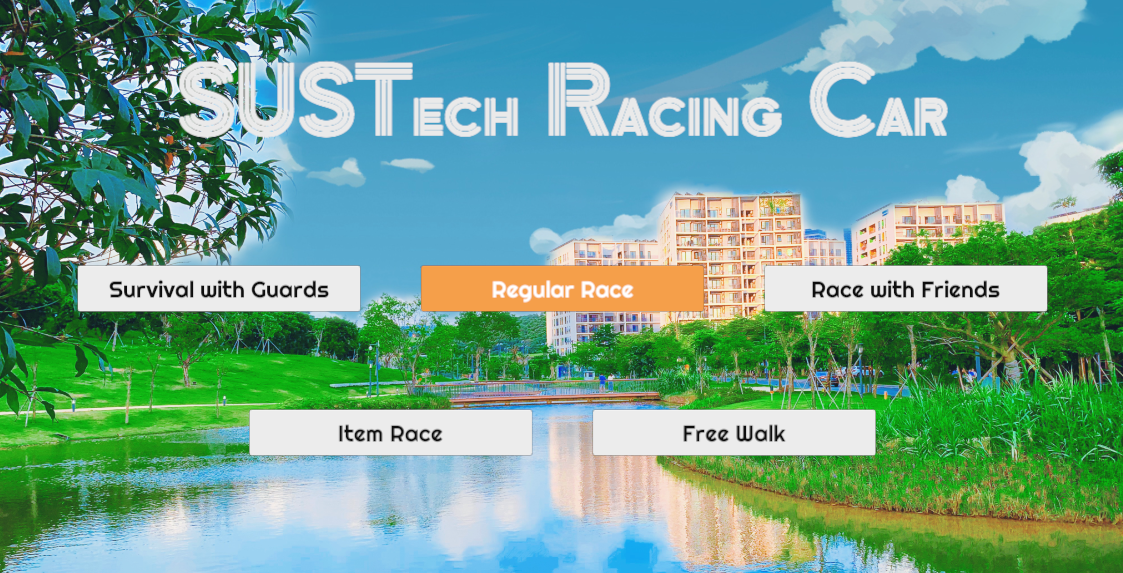 SUSTech Racing Car
Survival with Guards
Regular Race
Race with Friends
Item Race
Free Walk